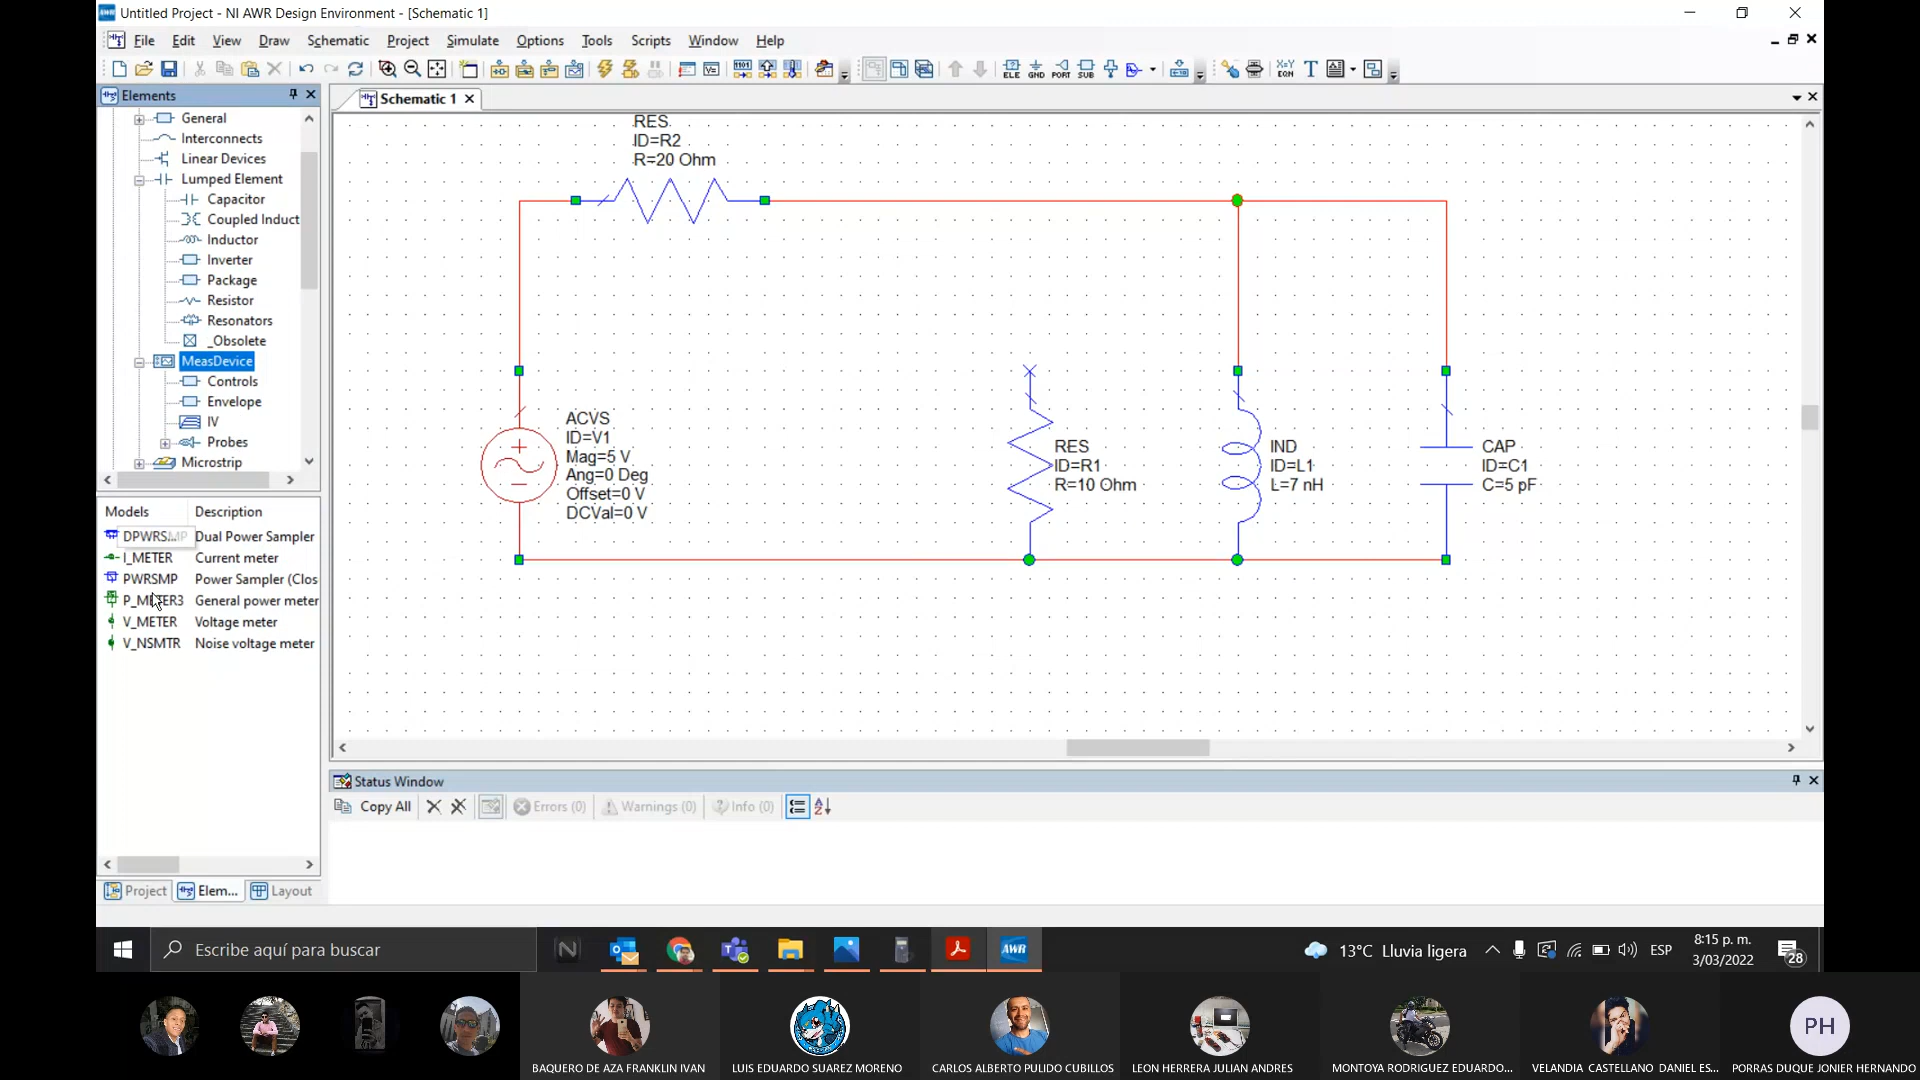 Untitled Project - NI AWR Design Environment - [Schematic 1]
File Edit View Draw Schematic Project Simulate Options Tools Scripts Window Help
ELE GND PORT SUB X=Y EQN
Elements
Schematic 1
General
Interconnects
Linear Devices
Lumped Element
Capacitor
Coupled Induct
Inductor
Inverter
Package
Resistor
Resonators
_Obsolete
MeasDevice
Controls
Envelope
IV
Probes
Microstrip
RES
ID=R2
R=20 Ohm
ACVS
ID=V1
Mag=5 V
Ang=0 Deg
Offset=0 V
DCVal=0 V
RES
ID=R1
R=10 Ohm
IND
ID=L1
L=7 nH
CAP
ID=C1
C=5 pF
Models Description
DPWRS... Dual Power Sampler
I_METER Current meter
PWRSMP Power Sampler (Clos
P_METER3 General power meter
V_METER Voltage meter
V_NSMTR Noise voltage meter
Status Window
Copy All Errors (0) Warnings (0) Info (0)
Project Elem... Layout
Escribe aquí para buscar
AWR
13°C Lluvia ligera
ESP
8:15 p. m.
3/03/2022
28
PH
BAQUERO DE AZA FRANKLIN IVAN
LUIS EDUARDO SUAREZ MORENO
CARLOS ALBERTO PULIDO CUBILLOS
LEON HERRERA JULIAN ANDRES
MONTOYA RODRIGUEZ EDUARDO...
VELANDIA CASTELLANO DANIEL ES...
PORRAS DUQUE JONIER HERNANDO